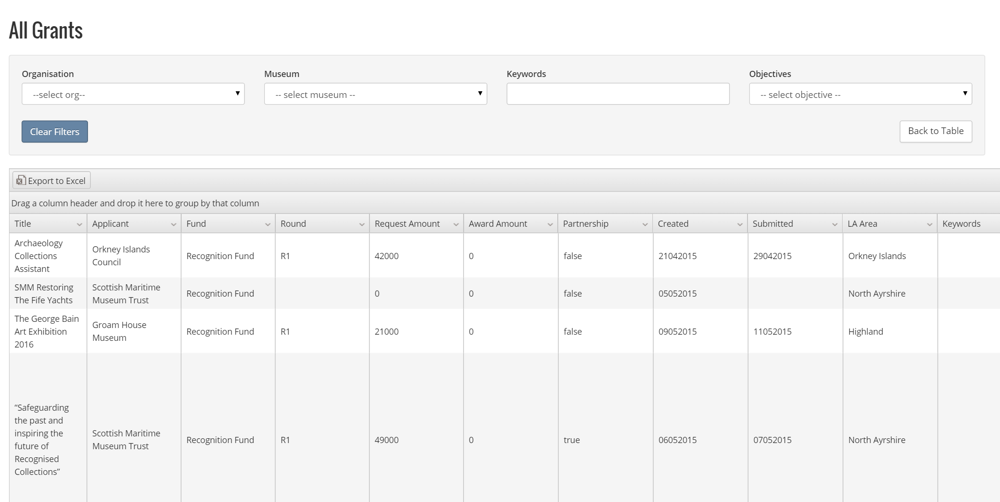 All Grants
Organisation
Museum
Keywords
Objectives
--select org--
-- select museum --
-- select objective --
Clear Filters
Back to Table
Export to Excel
Drag a column header and drop it here to group by that column
Title
Applicant
Fund
Round
Request Amount
Award Amount
Partnership
Created
Submitted
LA Area
Keywords
Archaeology
Collections
Assistant
Orkney Islands
Council
Recognition Fund
R1
42000
0
false
21042015
29042015
Orkney Islands
SMM Restoring
The Fife Yachts
Scottish Maritime
Museum Trust
Recognition Fund
0
0
false
05052015
North Ayrshire
The George Bain
Art Exhibition
2016
Groam House
Museum
Recognition Fund
R1
21000
0
false
09052015
11052015
Highland
“Safeguarding
the past and
inspiring the
future of
Recognised
Collections”
Scottish Maritime
Museum Trust
Recognition Fund
R1
49000
0
true
06052015
07052015
North Ayrshire